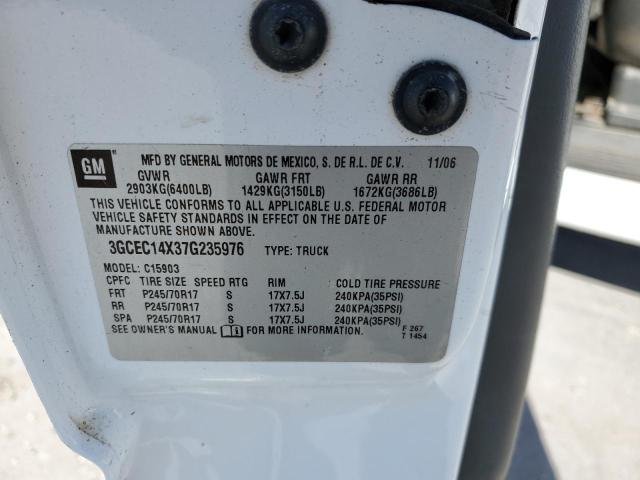 GM MFD BY GENERAL MOTORS DE MEXICO, S. DE R.L. DE C.V. 11/06
GVWR GAWR FRT GAWR RR
2903KG(6400LB) 1429KG(3150LB) 1672KG(3686LB)
THIS VEHICLE CONFORMS TO ALL APPLICABLE U.S. FEDERAL MOTOR
VEHICLE SAFETY STANDARDS IN EFFECT ON THE DATE OF
MANUFACTURE SHOWN ABOVE.
3GCEC14X37G235976 TYPE: TRUCK
MODEL: C15903
CPFC TIRE SIZE SPEED RTG RIM COLD TIRE PRESSURE
FRT P245/70R17 S 17X7.5J 240KPA(35PSI)
RR P245/70R17 S 17X7.5J 240KPA(35PSI)
SPA P245/70R17 S 17X7.5J 240KPA(35PSI)
SEE OWNER'S MANUAL FOR MORE INFORMATION. F 267
T 1454